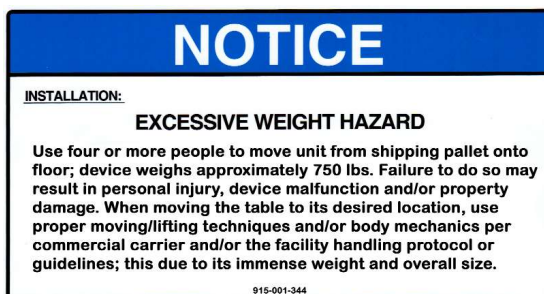 NOTICE
INSTALLATION:
EXCESSIVE WEIGHT HAZARD
Use four or more people to move unit from shipping pallet onto
floor; device weighs approximately 750 lbs. Failure to do so may
result in personal injury, device malfunction and/or property
damage. When moving the table to its desired location, use
proper moving/lifting techniques and/or body mechanics per
commercial carrier and/or the facility handling protocol or
guidelines; this due to its immense weight and overall size.
915-001-344